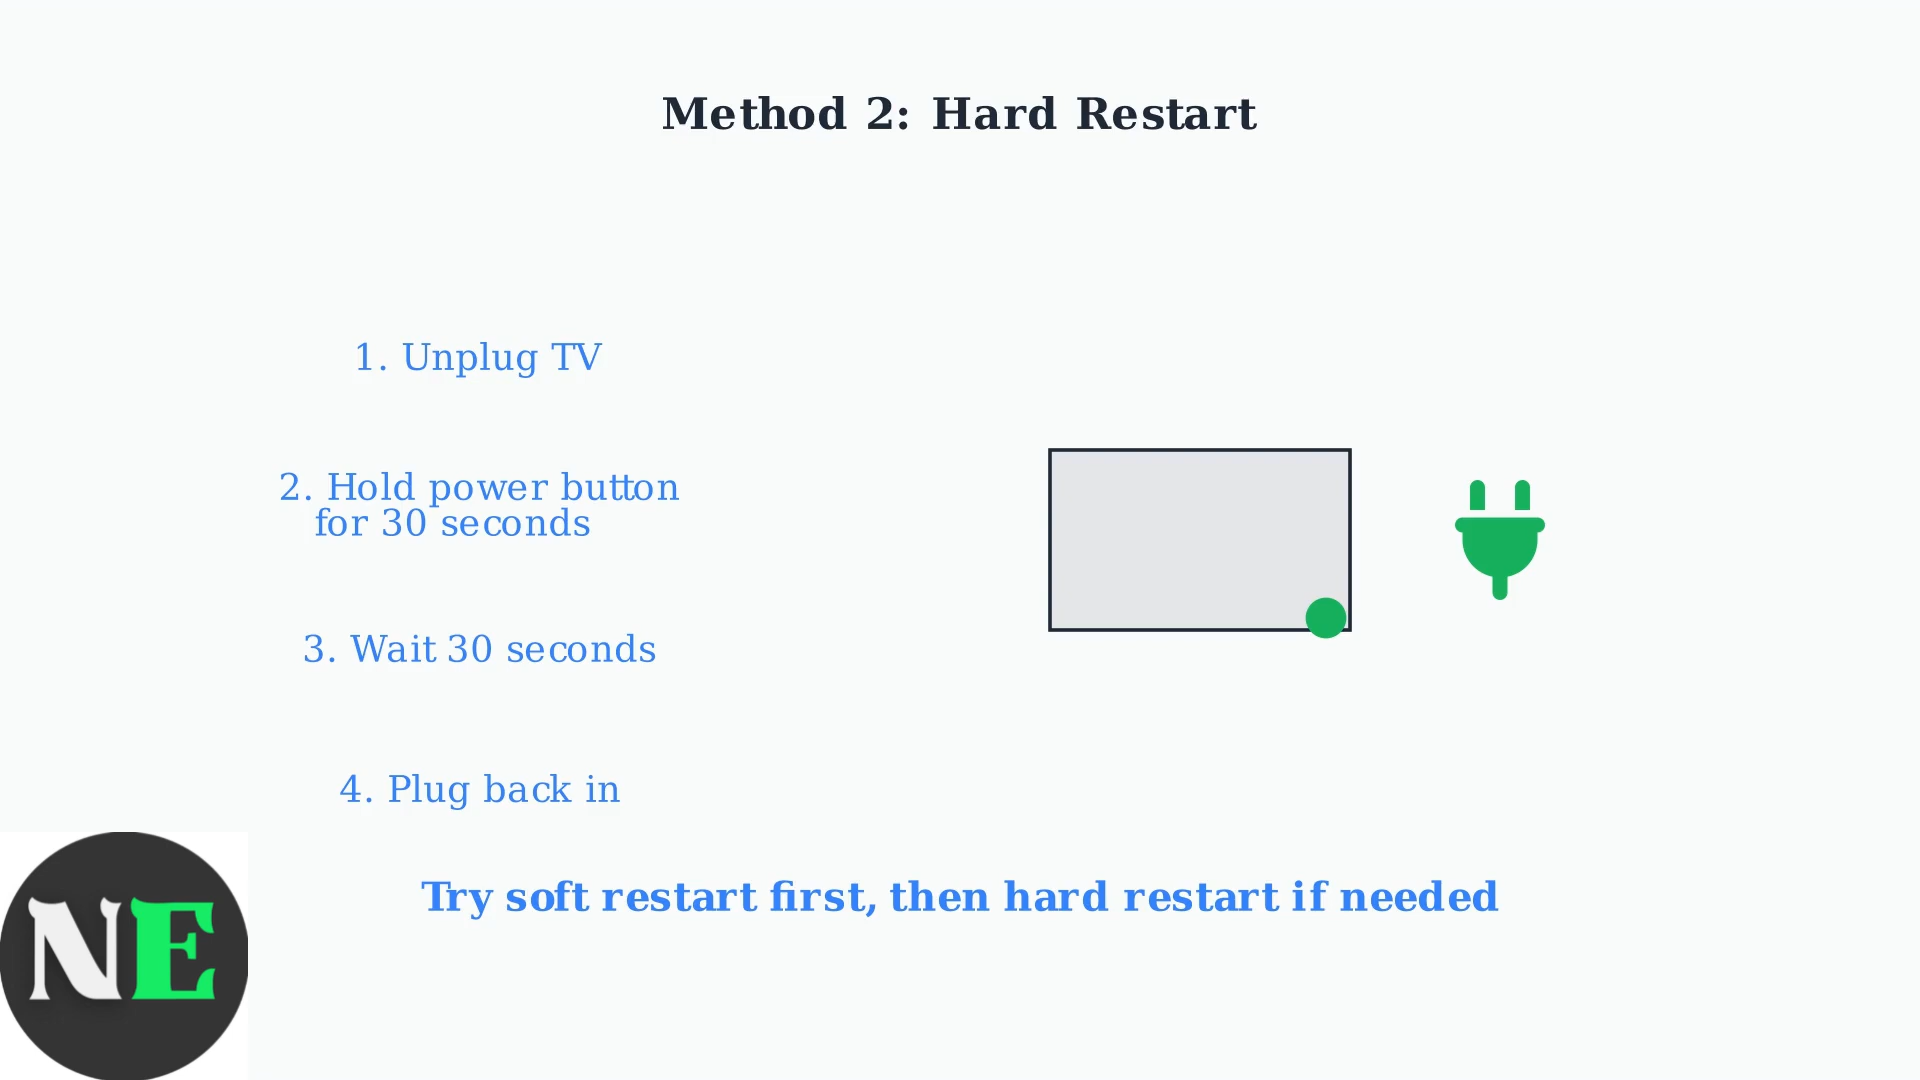 Method 2: Hard Restart
1. Unplug TV
2. Hold power button
for 30 seconds
3. Wait 30 seconds
4. Plug back in
Try soft restart first, then hard restart if needed
NE